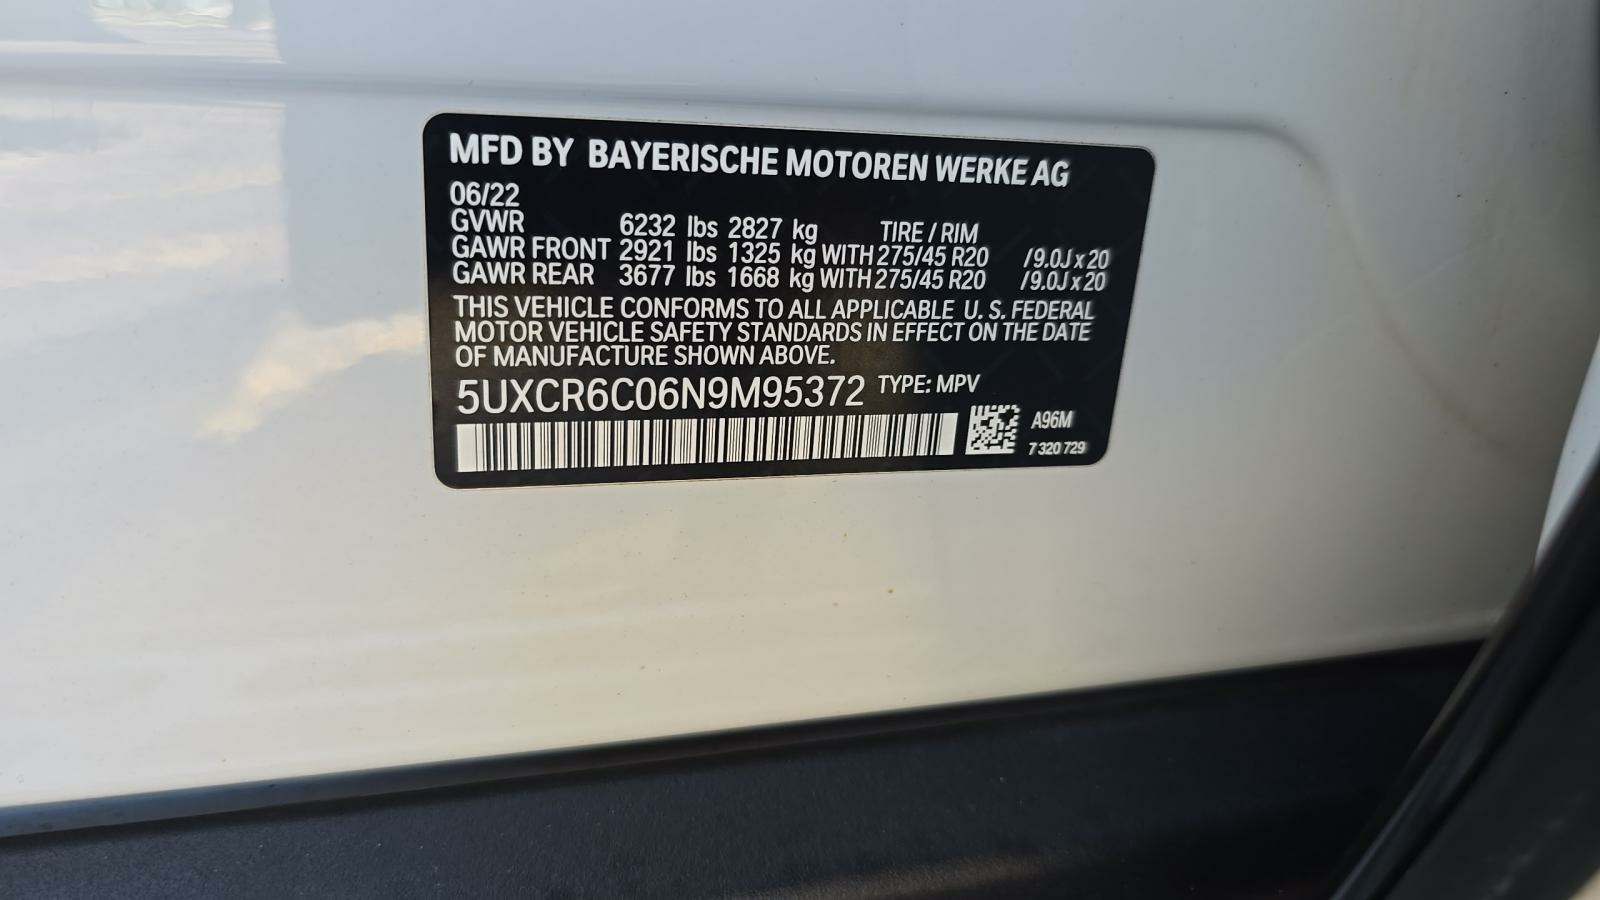 MFD BY BAYERISCHE MOTOREN WERKE AG
06/22
GVWR 6232 lbs 2827 kg TIRE / RIM
GAWR FRONT 2921 lbs 1325 kg WITH 275/45 R20 /9.0J x 20
GAWR REAR 3677 lbs 1668 kg WITH 275/45 R20 /9.0J x 20
THIS VEHICLE CONFORMS TO ALL APPLICABLE U. S. FEDERAL
MOTOR VEHICLE SAFETY STANDARDS IN EFFECT ON THE DATE
OF MANUFACTURE SHOWN ABOVE.
5UXCR6C06N9M95372 TYPE: MPV
A96M
7 320 729